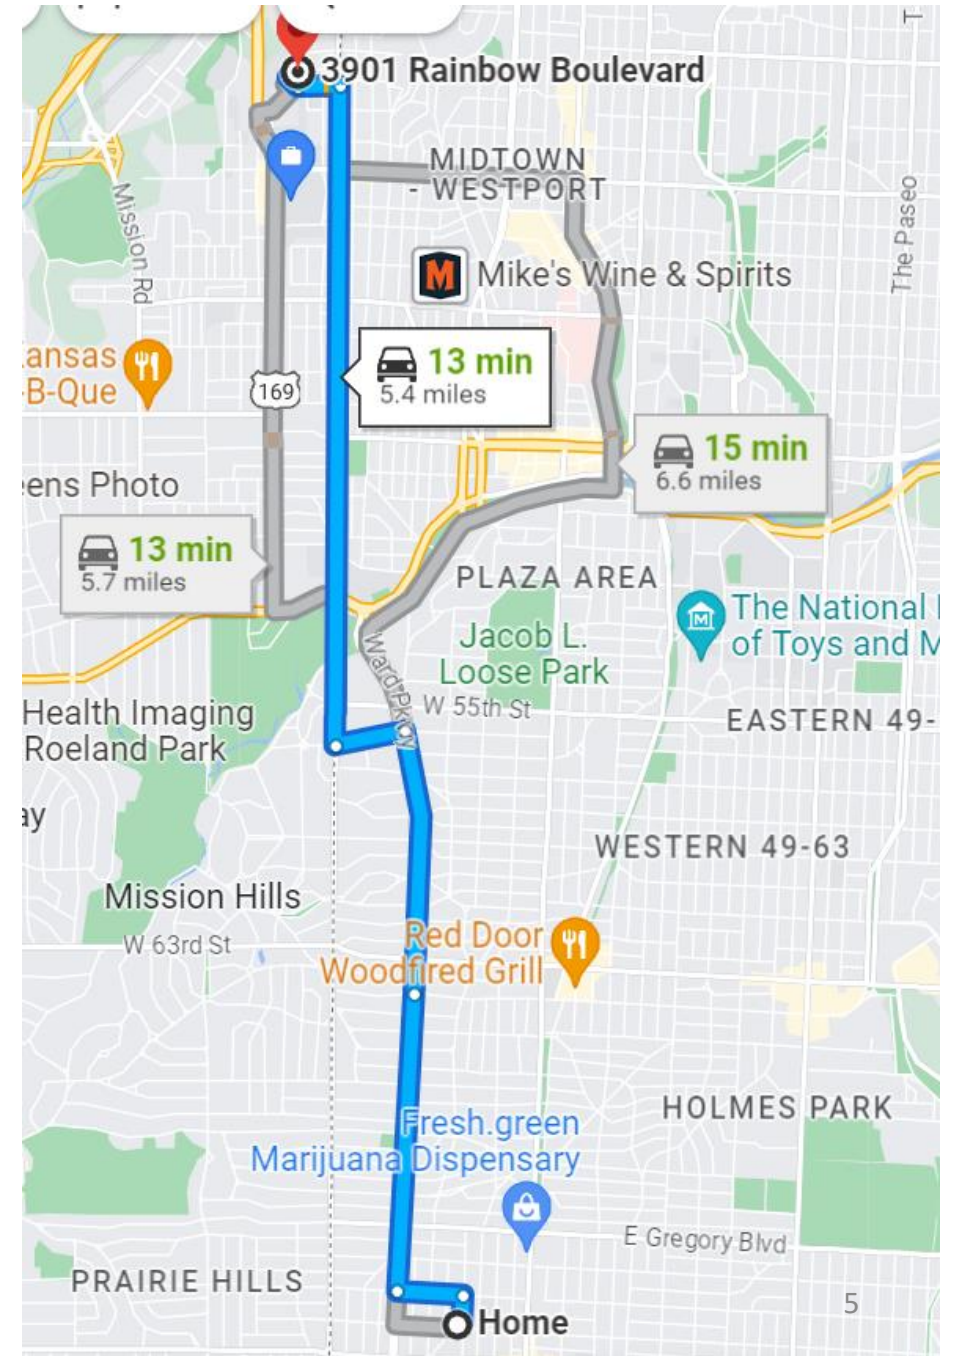 3901 Rainbow Boulevard
MIDTOWN
- WESTPORT
Mission Rd
The Paseo
M
Mike's Wine & Spirits
ansas
-B-Que
169
13 min
5.4 miles
15 min
6.6 miles
eens Photo
13 min
5.7 miles
PLAZA AREA
The National
of Toys and M
Jacob L.
Loose Park
Ward Pkwy
W 55th St
Health Imaging
Roeland Park
EASTERN 49-
ay
WESTERN 49-63
Mission Hills
W 63rd St
Red Door
Woodfired Grill
HOLMES PARK
Fresh.green
Marijuana Dispensary
E Gregory Blvd
PRAIRIE HILLS
5
Home